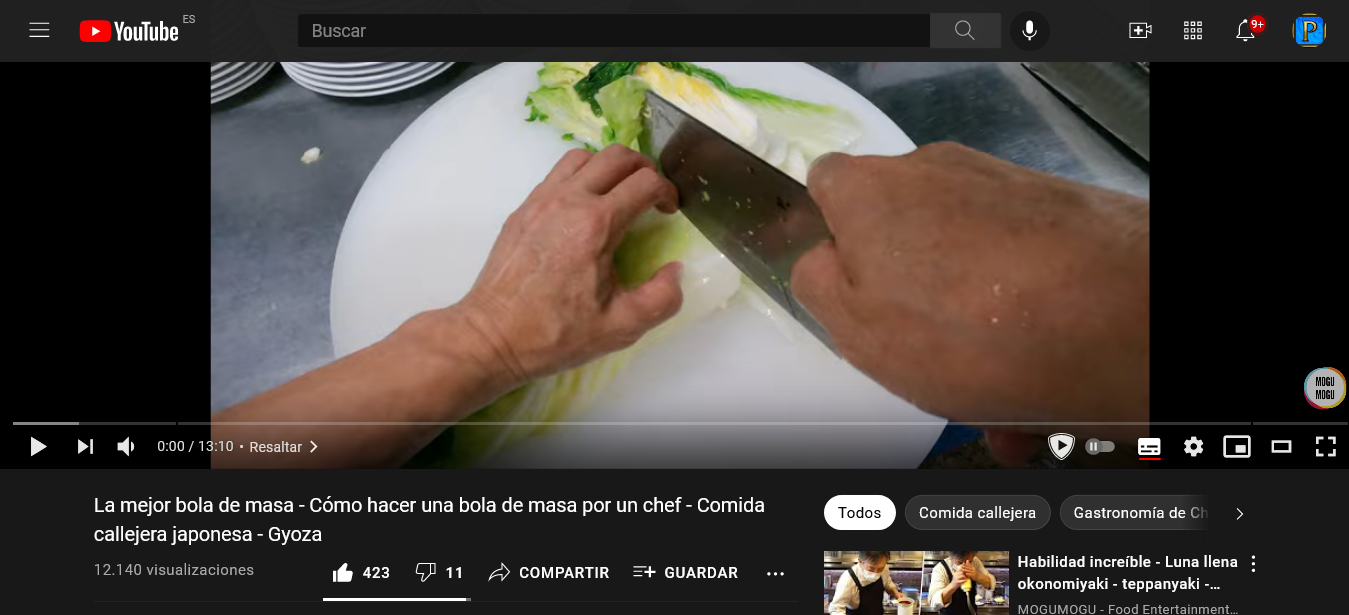 YouTube ES
Buscar
9+
P
MOGU
MOGU
0:00 / 13:10 • Resaltar
La mejor bola de masa - Cómo hacer una bola de masa por un chef - Comida
callejera japonesa - Gyoza
12.140 visualizaciones
423
11
COMPARTIR
GUARDAR
Todos
Comida callejera
Gastronomía de Ch
Habilidad increíble - Luna llena
okonomiyaki - teppanyaki -...
MOGUMOGU - Food Entertainment...